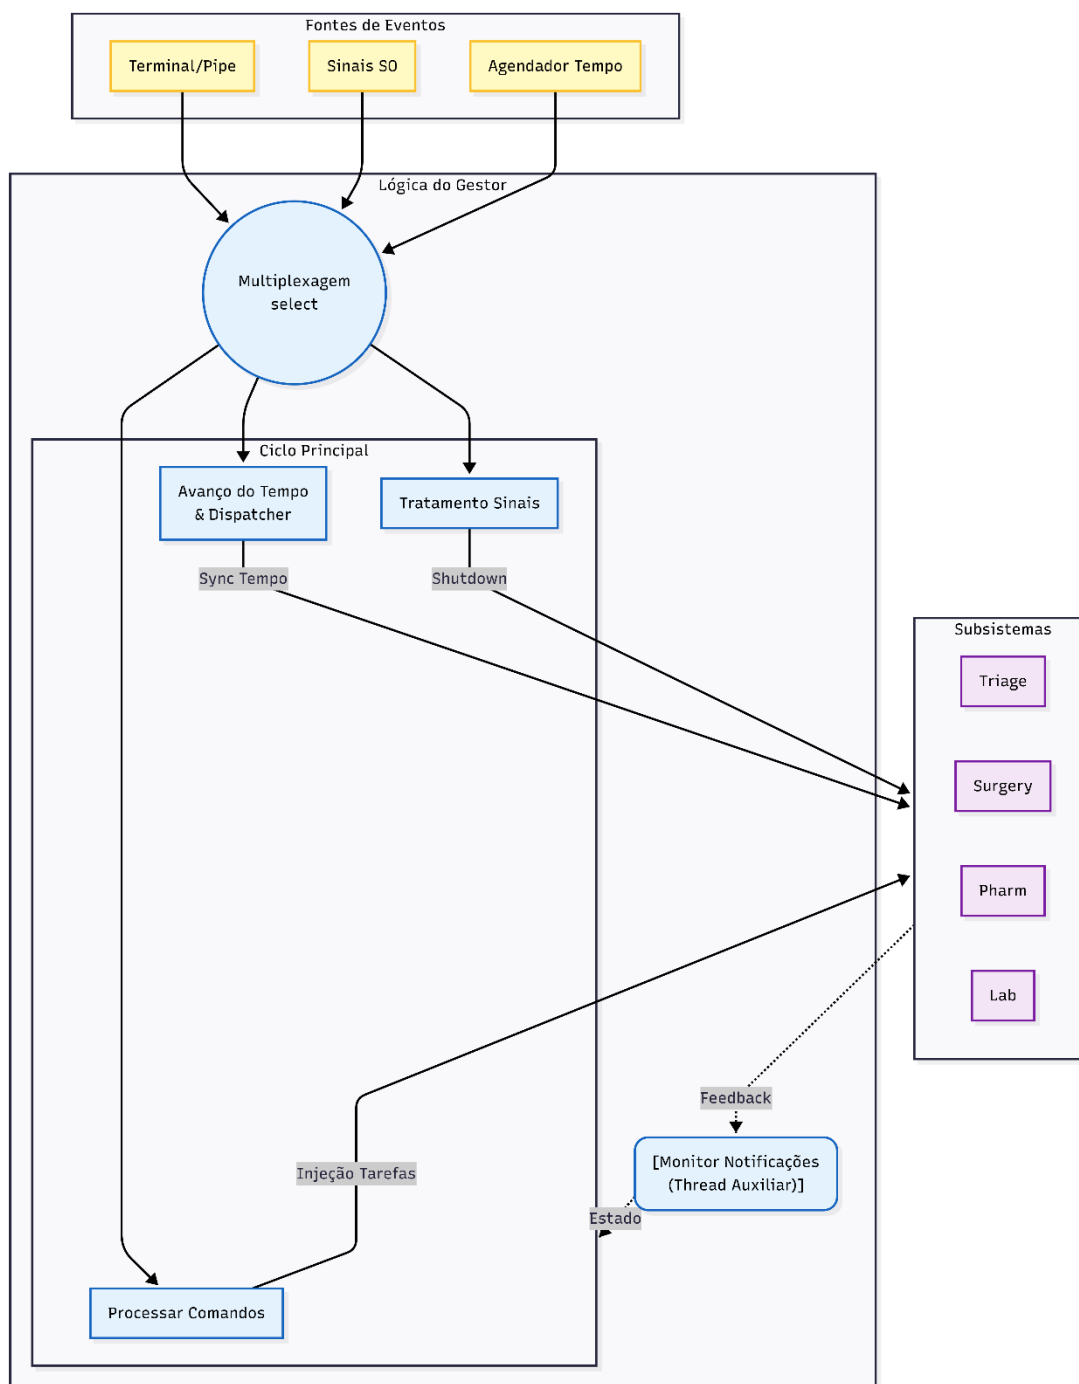 Fontes de Eventos
Terminal/Pipe
Sinais SO
Agendador Tempo
Lógica do Gestor
Multiplexagem
select
Ciclo Principal
Avanço do Tempo
& Dispatcher
Tratamento Sinais
Sync Tempo
Shutdown
Subsistemas
Triage
Surgery
Pharm
Lab
Feedback
[Monitor Notificações
(Thread Auxiliar)]
Injeção Tarefas
Estado
Processar Comandos